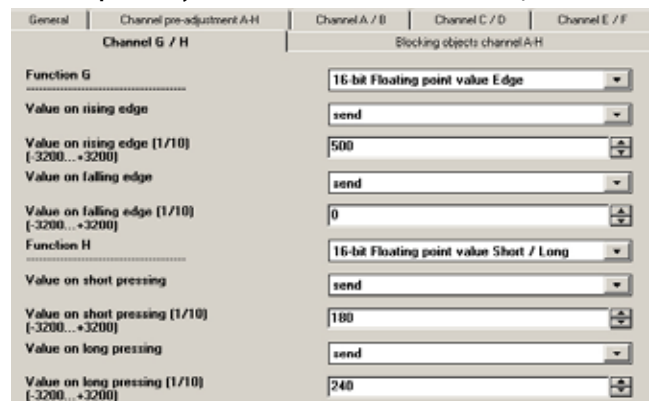 General Channel pre-adjustment A-H Channel A / B Channel C / D Channel E / F
Channel G / H Blocking objects channel A-H
Function G 16-bit Floating point value Edge
Value on rising edge send
Value on rising edge (1/10) 500
(-3200...+3200)
Value on falling edge send
Value on falling edge (1/10) 0
(-3200...+3200)
Function H 16-bit Floating point value Short / Long
Value on short pressing send
Value on short pressing (1/10) 180
(-3200...+3200)
Value on long pressing send
Value on long pressing (1/10) 240
(-3200...+3200)